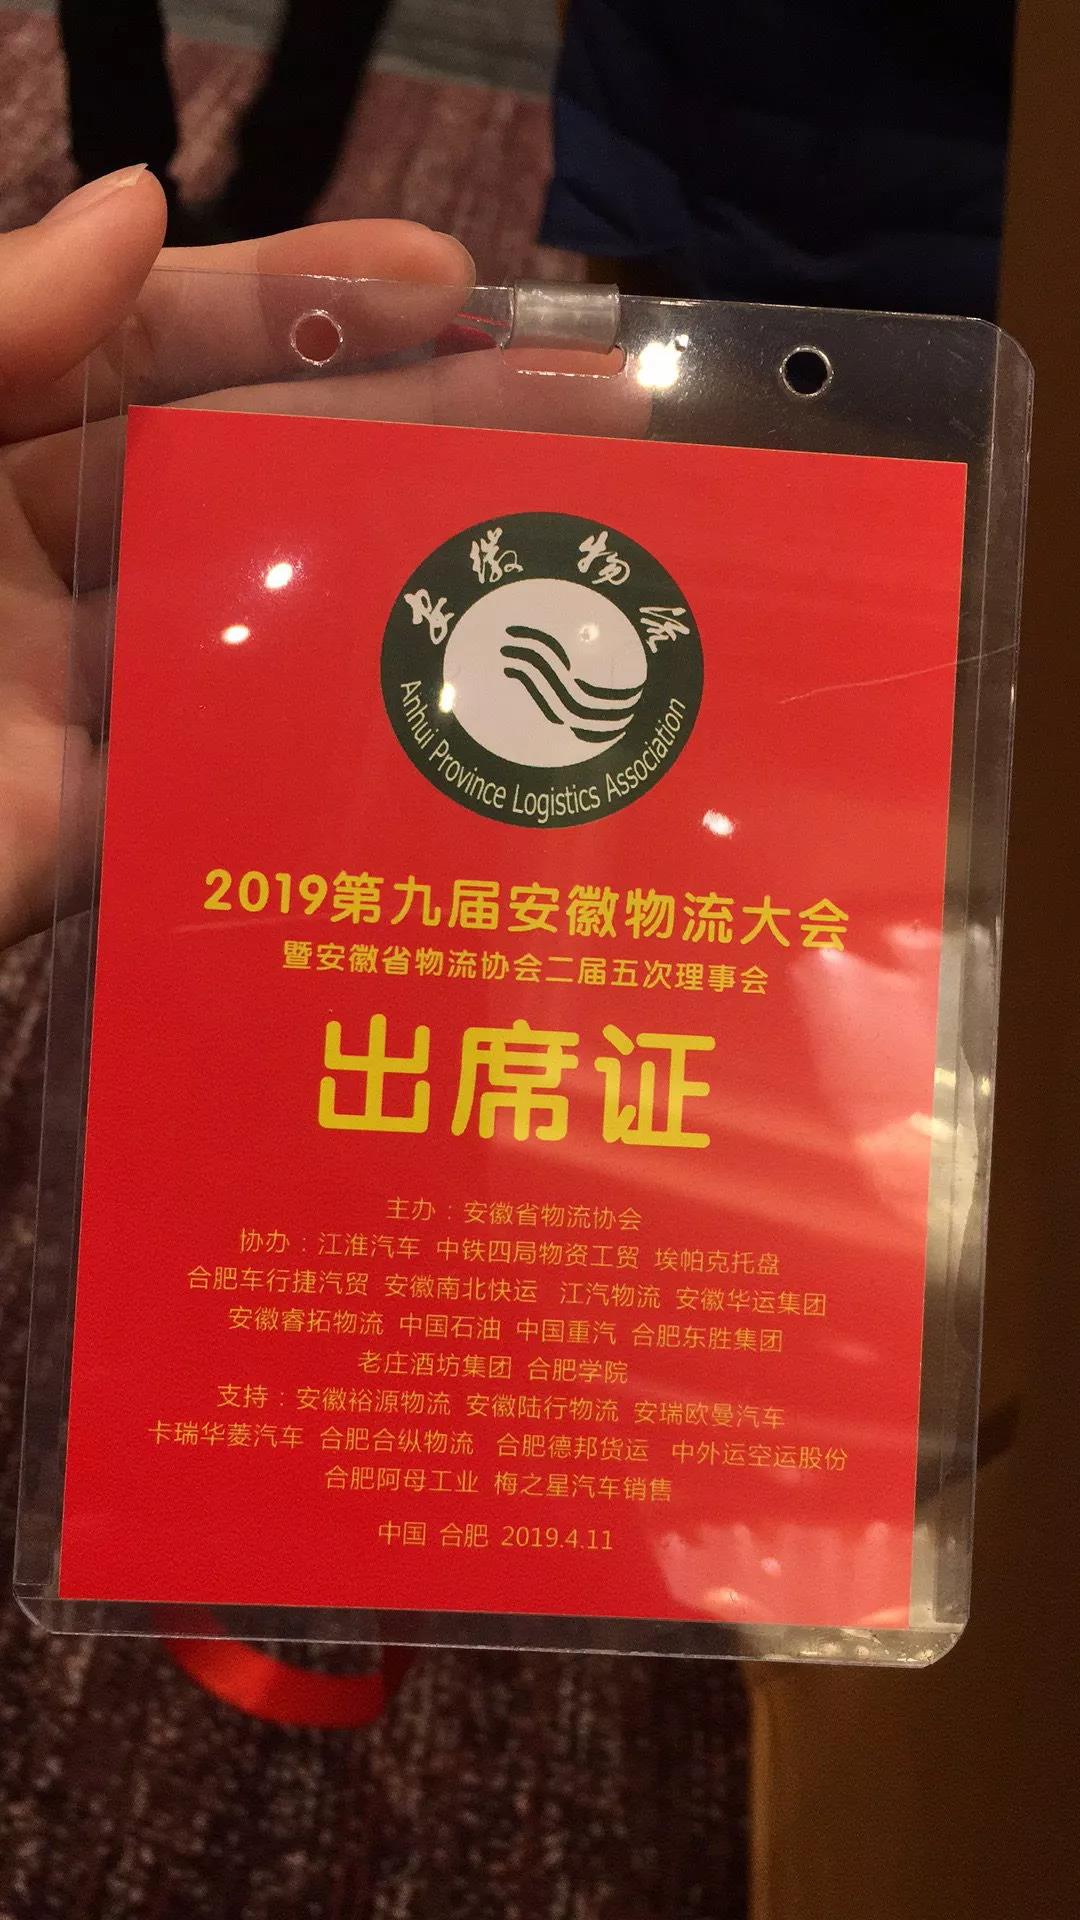 安徽物流
Anhui Province Logistics Association
2019第九届安徽物流大会
暨安徽省物流协会二届五次理事会
出席证
主办：安徽省物流协会
协办：江淮汽车 中铁四局物资工贸 埃帕克托盘
合肥车行捷汽贸 安徽南北快运 江汽物流 安徽华运集团
安徽睿拓物流 中国石油 中国重汽 合肥东胜集团
老庄酒坊集团 合肥学院
支持：安徽裕源物流 安徽陆行物流 安瑞欧曼汽车
卡瑞华菱汽车 合肥合纵物流 合肥德邦货运 中外运空运股份
合肥阿母工业 梅之星汽车销售
中国 合肥 2019.4.11